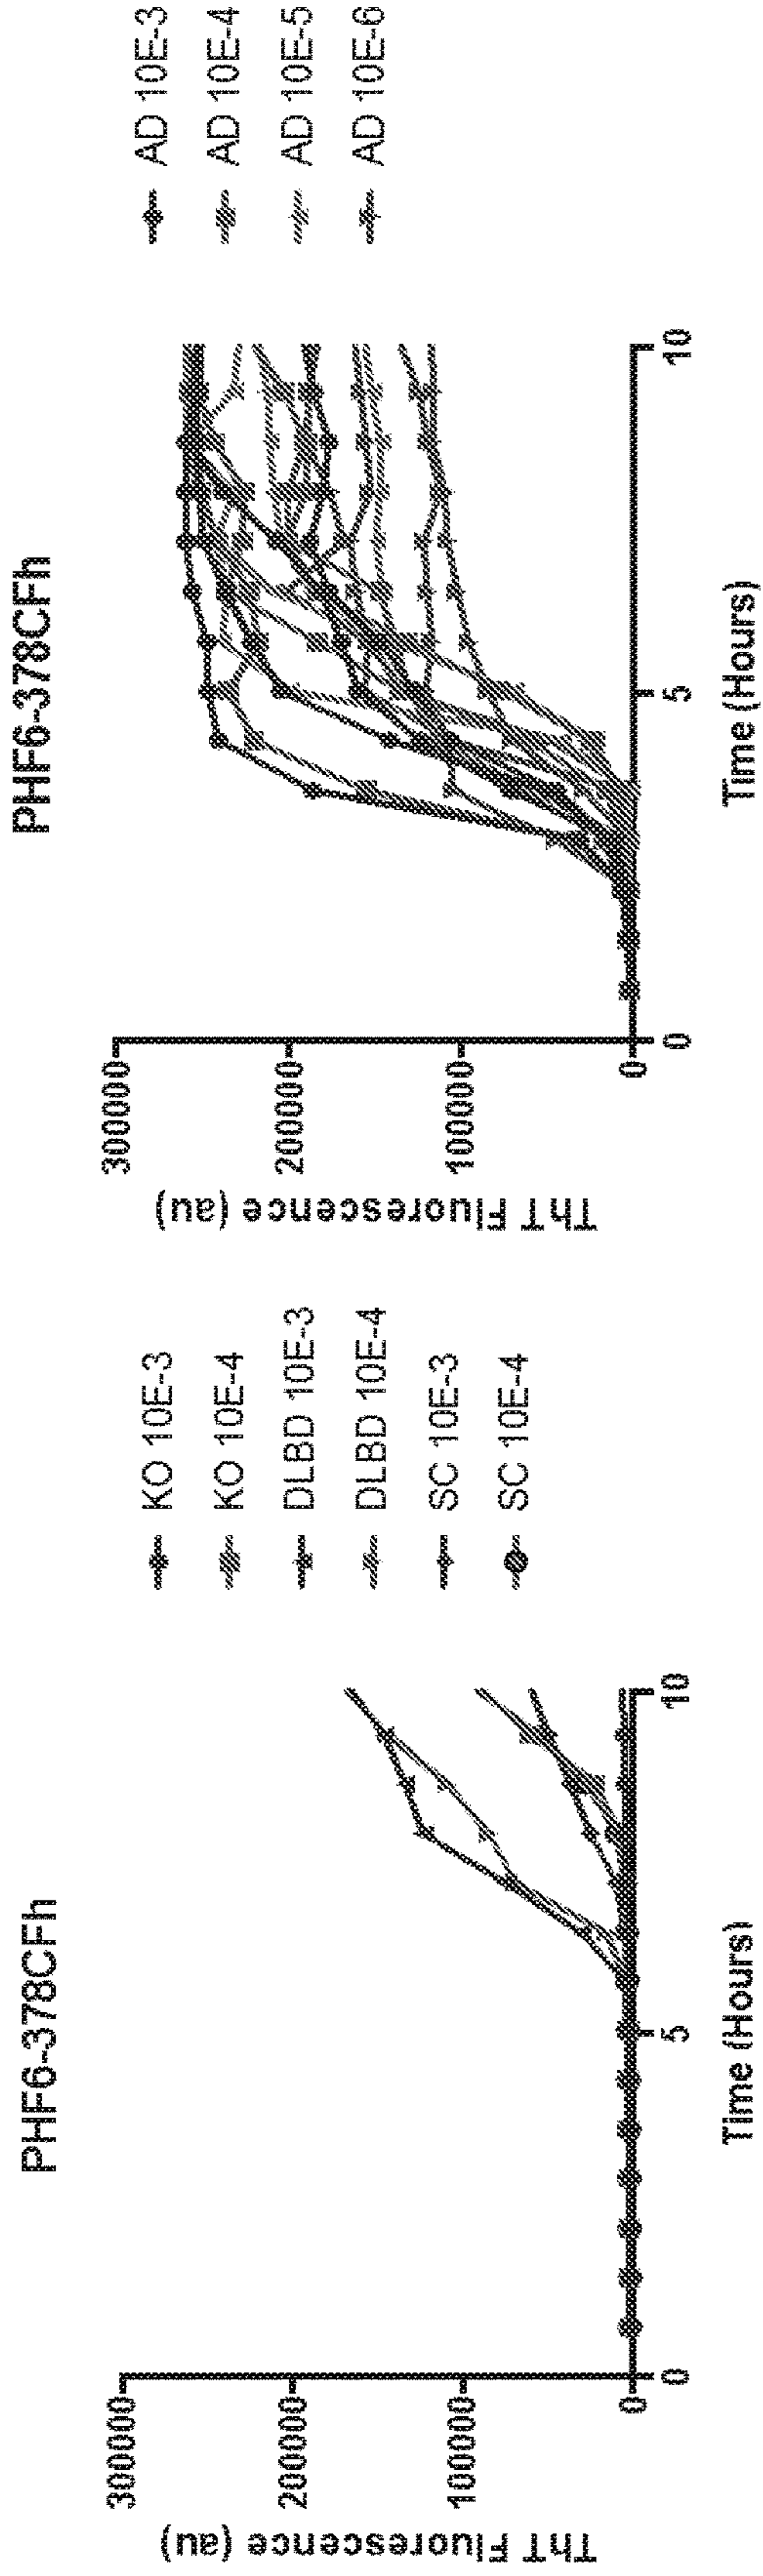 PHF6-378CFh
ThT Fluorescence (au)
300000
200000
100000
0
0
5
10
Time (Hours)
KO 10E-3
KO 10E-4
DLBD 10E-3
DLBD 10E-4
SC 10E-3
SC 10E-4
PHF6-378CFh
ThT Fluorescence (au)
300000
200000
100000
0
0
5
10
Time (Hours)
AD 10E-3
AD 10E-4
AD 10E-5
AD 10E-6